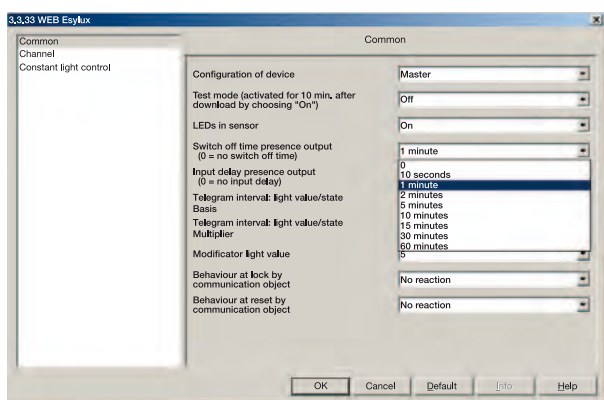 3,3,33 WEB Esylux
Common
Channel
Constant light control
Common
Configuration of device
Master
Test mode (activated for 10 min. after
download by choosing "On")
Off
LEDs in sensor
On
Switch off time presence output
(0 = no switch off time)
1 minute
Input delay presence output
(0 = no input delay)
0
10 seconds
1 minute
2 minutes
5 minutes
10 minutes
15 minutes
30 minutes
60 minutes
Telegram interval: light value/state
Basis
Telegram interval: light value/state
Multiplier
Modificator light value
5
Behaviour at lock by
communication object
No reaction
Behaviour at reset by
communication object
No reaction
OK
Cancel
Default
Info
Help